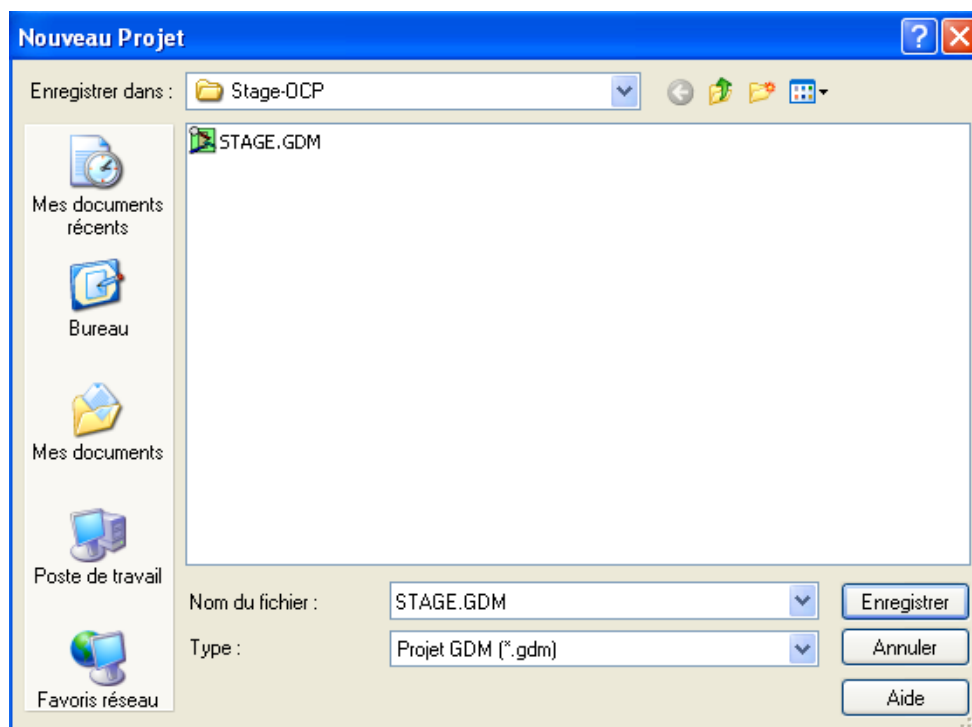 Nouveau Projet
Enregistrer dans :
Stage-OCP
STAGE.GDM
Mes documents
récents
Bureau
Mes documents
Poste de travail
Favoris réseau
Nom du fichier :
STAGE.GDM
Enregistrer
Type :
Projet GDM (*.gdm)
Annuler
Aide